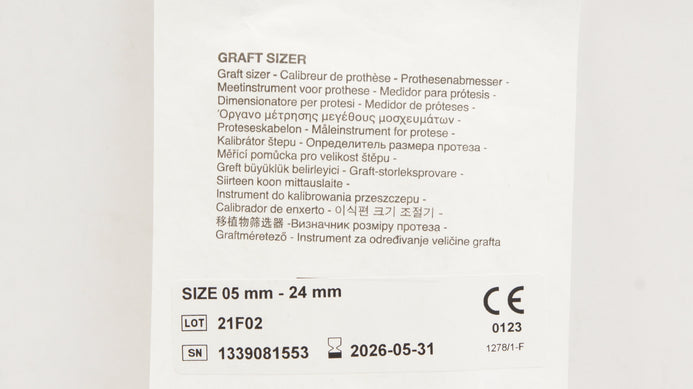 GRAFT SIZER
Graft sizer - Calibreur de prothèse - Prothesenabmesser -
Meetinstrument voor prothese - Medidor para prótesis -
Dimensionatore per protesi - Medidor de próteses -
Όργανο μέτρησης μεγέθους μοσχευμάτων -
Proteseskabelon - Måleinstrument for protese -
Kalibrátor štepu - Определитель размера протеза -
Měřící pomůcka pro velikost štěpu -
Greft büyüklük belirleyici - Graft-storleksprovare -
Siirteen koon mittauslaite -
Instrument do kalibrowania przeszczepu -
Calibrador de enxerto - 이식편 크기 조절기 -
移植物筛选器 -Визначник розміру протеза -
Graftméretező - Instrument za određivanje veličine grafta
SIZE 05 mm - 24 mm
CE
LOT 21F02
0123
SN 1339081553 2026-05-31
1278/1-F